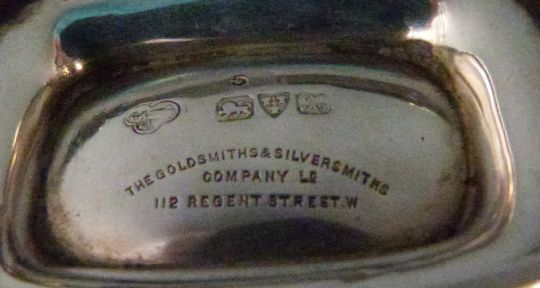 S
THE GOLDSMITHS & SILVERSMITHS
COMPANY LD
112 REGENT. STREET. W